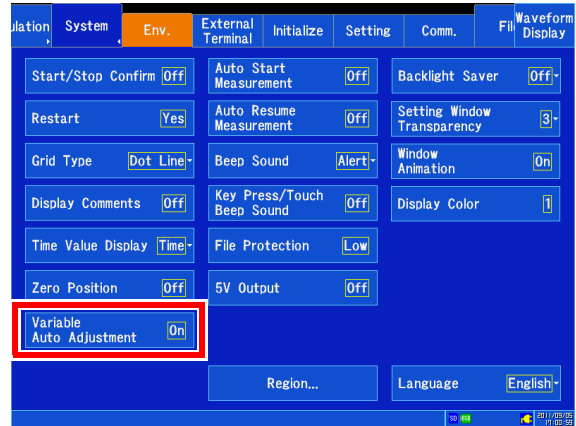 ulation
System
Env.
External
Terminal
Initialize
Setting
Comm.
Fil
Waveform
Display
Start/Stop Confirm Off
Auto Start
Measurement Off
Backlight Saver Off
Restart Yes
Auto Resume
Measurement Off
Setting Window
Transparency 3
Grid Type Dot Line
Beep Sound Alert
Window
Animation On
Display Comments Off
Key Press/Touch
Beep Sound Off
Display Color 1
Time Value Display Time
File Protection Low
Zero Position Off
5V Output Off
Variable
Auto Adjustment On
Region...
Language English
SD
2011/09/05
17:00:59